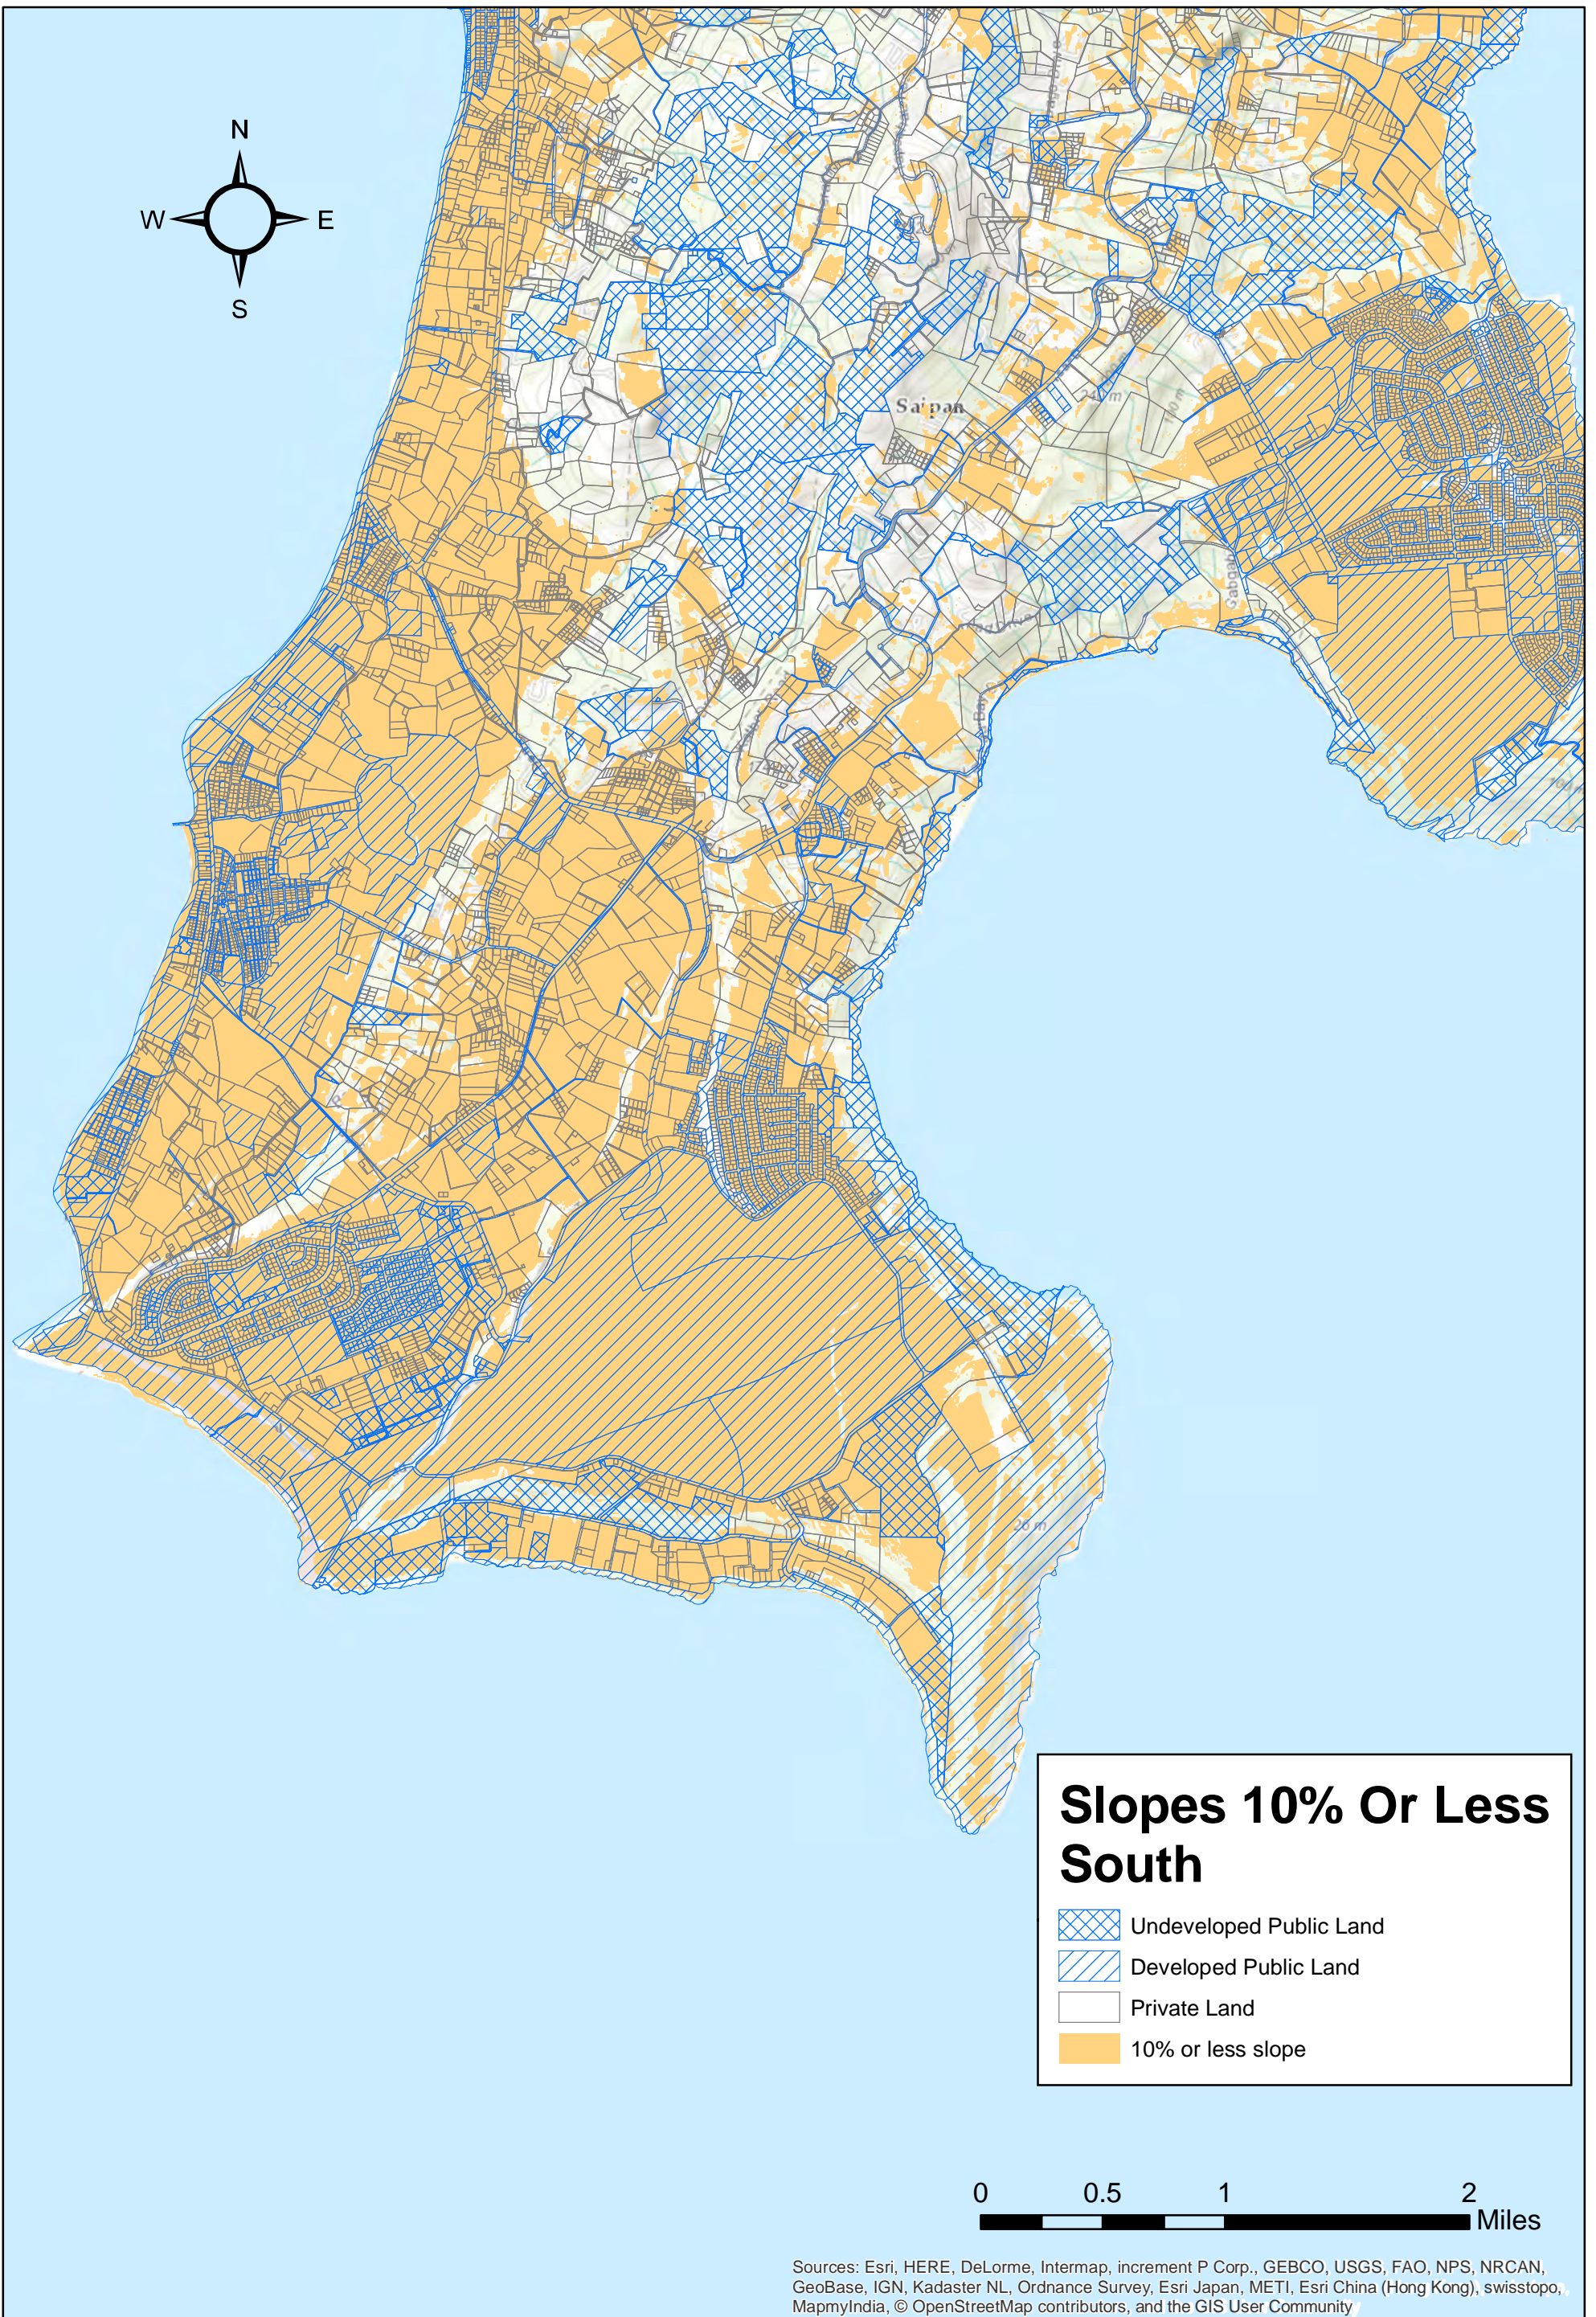 N
W E
S
Saipan
26 m
Slopes 10% Or Less
South
Undeveloped Public Land
Developed Public Land
Private Land
10% or less slope
0 0.5 1 2
Miles
Sources: Esri, HERE, DeLorme, Intermap, increment P Corp., GEBCO, USGS, FAO, NPS, NRCAN,
GeoBase, IGN, Kadaster NL, Ordnance Survey, Esri Japan, METI, Esri China (Hong Kong), swisstopo,
MapmyIndia, © OpenStreetMap contributors, and the GIS User Community